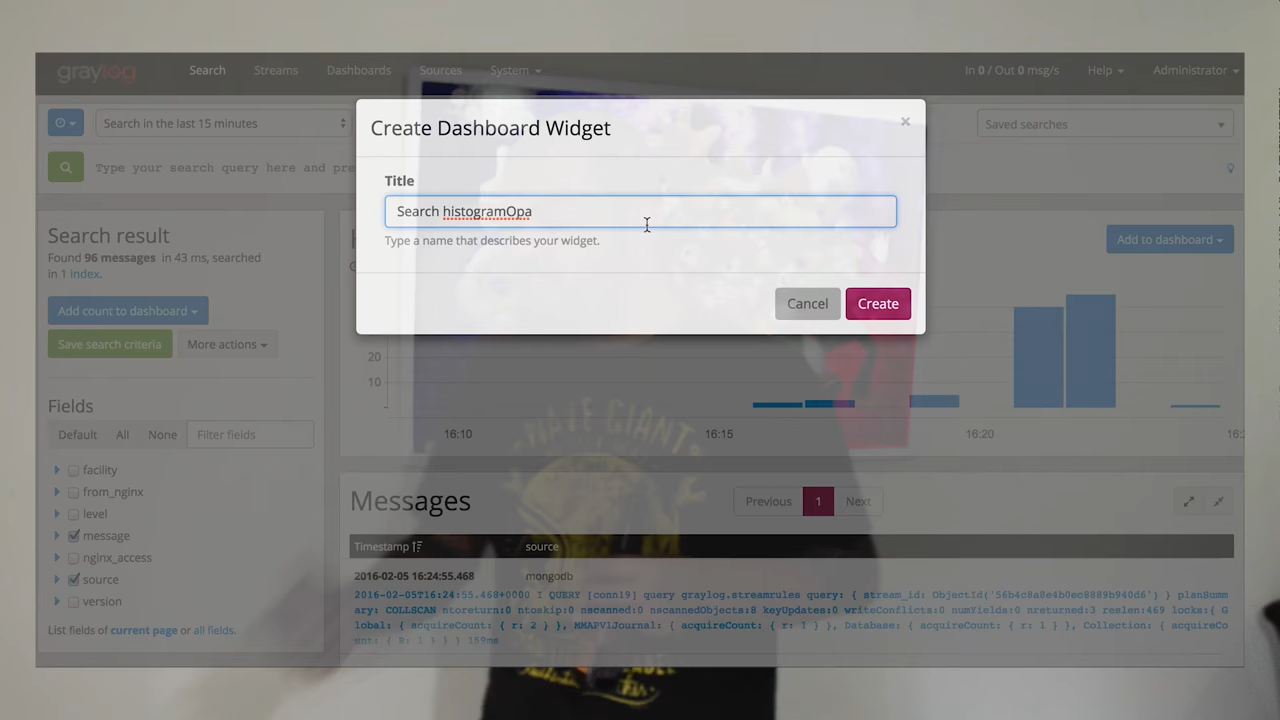 graylog
Search
Streams
Dashboards
Sources
System
In 0 / Out 0 msg/s
Help
Administrator
Search in the last 15 minutes
Saved searches
Type your search query here and pre
Create Dashboard Widget
×
Title
Search histogramOpa
Type a name that describes your widget.
Cancel
Create
Search result
Found 96 messages in 43 ms, searched
in 1 index.
Add count to dashboard
Save search criteria
More actions
Fields
Default
All
None
Filter fields
facility
from_nginx
level
message
nginx_access
source
version
List fields of current page or all fields.
Add to dashboard
20
10
16:10
16:15
16:20
Messages
Previous
1
Next
Timestamp
source
2016-02-05 16:24:55.468
mongodb
2016-02-05T16:24:55.468+0000 I QUERY [conn19] query graylog.streamrules query: { stream_id: ObjectId('56b4c8a8e4b0ec8889b940d6') } planSumm
ary: COLLSCAN ntoreturn:0 ntoskip:0 nscanned:0 nscannedObjects:8 keyUpdates:0 writeConflicts:0 numYields:0 nreturned:3 reslen:469 locks:{ G
lobal: { acquireCount: { r: 2 } }, MMAPV1Journal: { acquireCount: { r: 1 } }, Database: { acquireCount: { r: 1 } }, Collection: { acquireCo
unt: { R: 1 } } } 159ms
GIANT